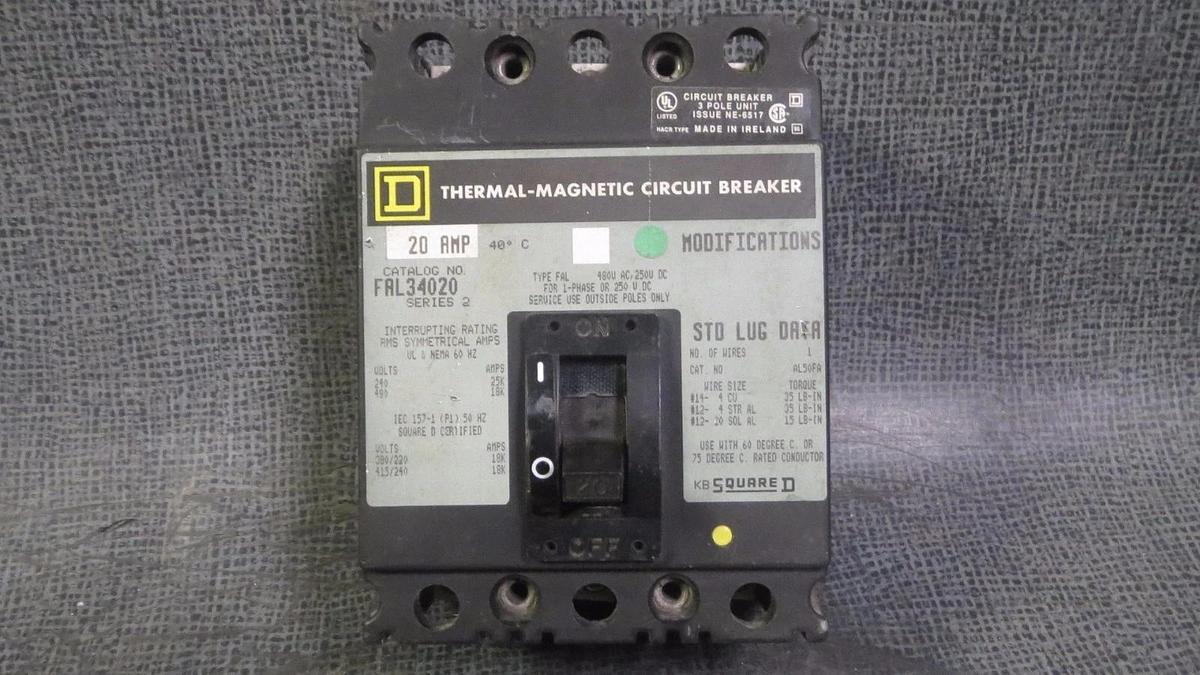 UL
LISTED
CIRCUIT BREAKER
3 POLE UNIT
ISSUE NE-6517
HACR TYPE MADE IN IRELAND
D THERMAL-MAGNETIC CIRCUIT BREAKER
20 AMP 40° C
MODIFICATIONS
CATALOG NO.
FAL34020
SERIES 2
TYPE FAL 480V AC, 250V DC
FOR 1-PHASE OR 250 V DC
SERVICE USE OUTSIDE POLES ONLY
INTERRUPTING RATING
RMS SYMMETRICAL AMPS
UL & NEMA 60 HZ
VOLTS AMPS
240 25K
480 18K
IEC 157-1 (P1) 50 HZ
SQUARE D CERTIFIED
VOLTS AMPS
380/220 18K
415/240 18K
ON
I
O
20
OFF
STD LUG DATA
NO. OF WIRES 1
CAT. NO AL50FA
WIRE SIZE TORQUE
#14- 4 CU 35 LB-IN
#12- 4 STR AL 35 LB-IN
#12- 10 SOL AL 15 LB-IN
USE WITH 60 DEGREE C. OR
75 DEGREE C. RATED CONDUCTOR
KB SQUARE D